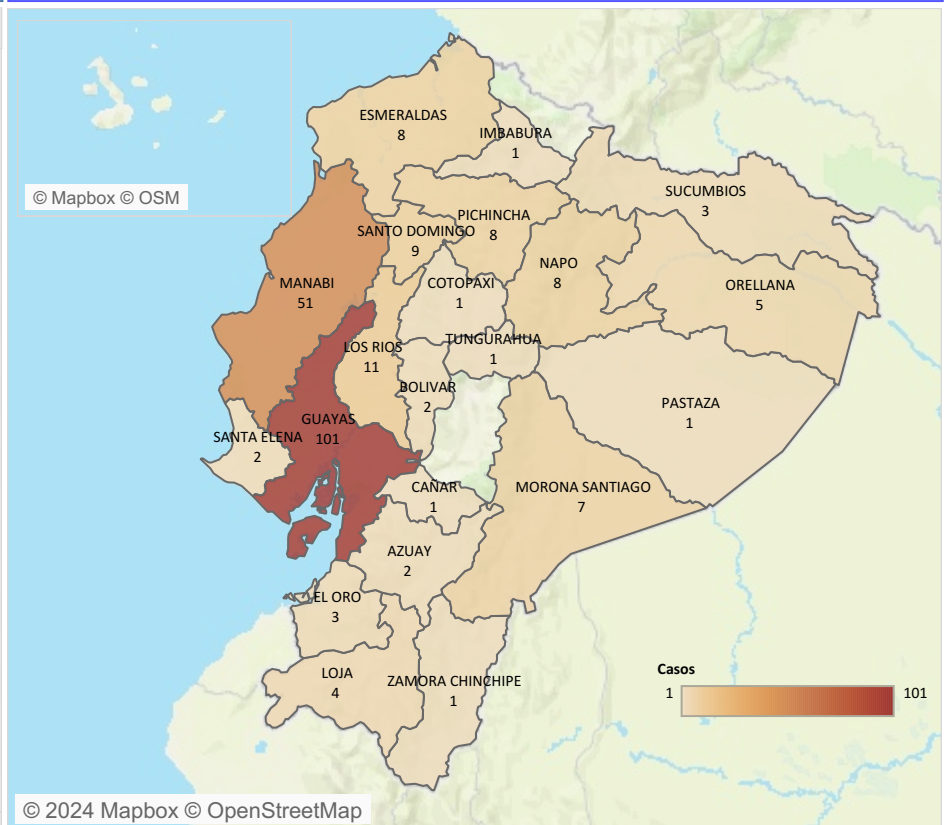 ESMERALDAS
8
IMBABURA
1
SUCUMBIOS
3
© Mapbox © OSM
PICHINCHA
8
SANTO DOMINGO
9
NAPO
8
MANABI
51
COTOPAXI
1
ORELLANA
5
TUNGURAHUA
1
LOS RIOS
11
BOLIVAR
2
PASTAZA
1
GUAYAS
101
SANTA ELENA
2
CAÑAR
1
MORONA SANTIAGO
7
AZUAY
2
EL ORO
3
LOJA
4
ZAMORA CHINCHIPE
1
Casos
1 101
© 2024 Mapbox © OpenStreetMap